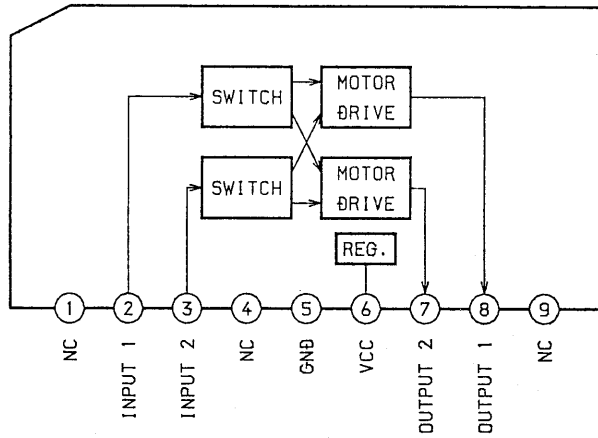 SWITCH
MOTOR
DRIVE
SWITCH
MOTOR
DRIVE
REG.
1 2 3 4 5 6 7 8 9
NC
INPUT 1
INPUT 2
NC
GND
VCC
OUTPUT 2
OUTPUT 1
NC